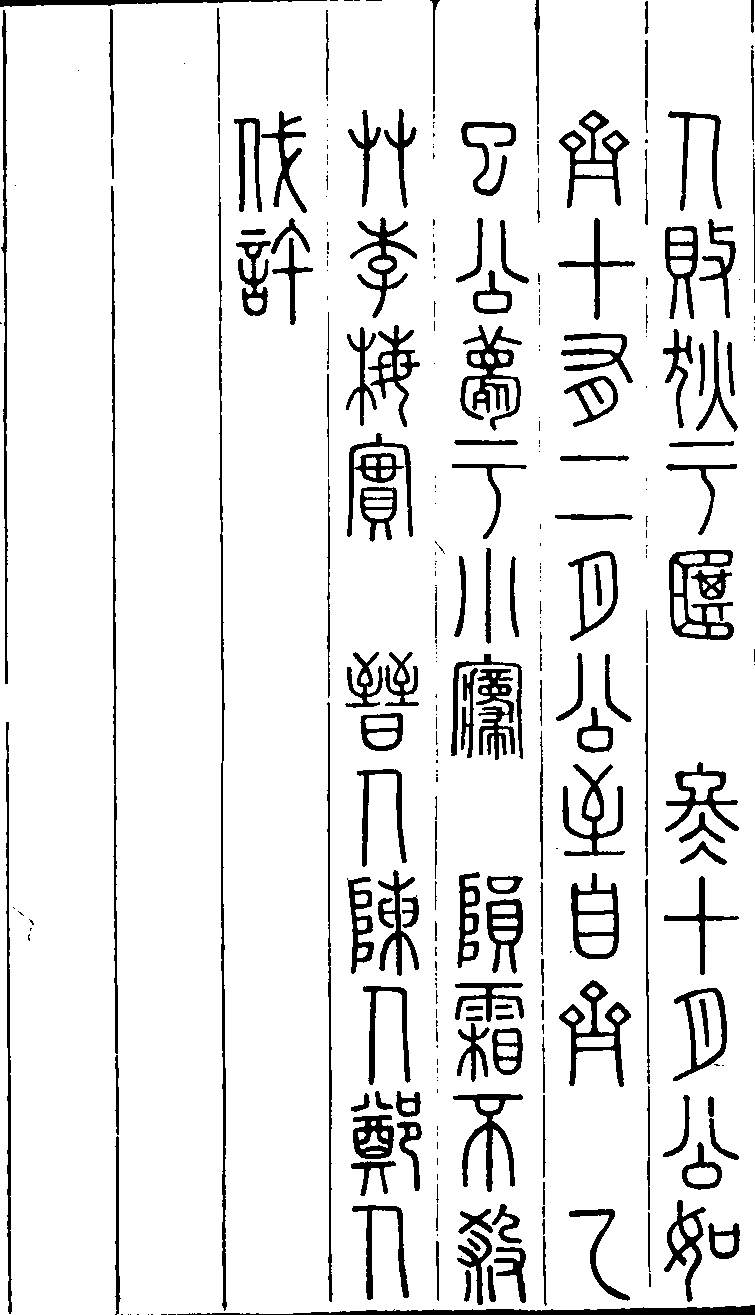 人敗狄于箕　冬十月公如
齊十有二月公至自齊　乙
巳公薨于小寢　隕霜不殺
艸李梅實　晉人陳人鄭人
伐許